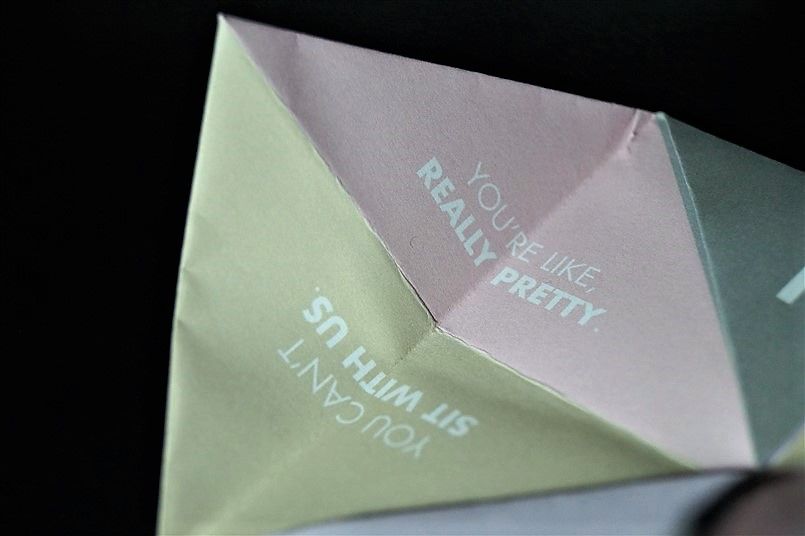 YOU'RE LIKE,
REALLY PRETTY.
YOU CAN'T
SIT WITH US.